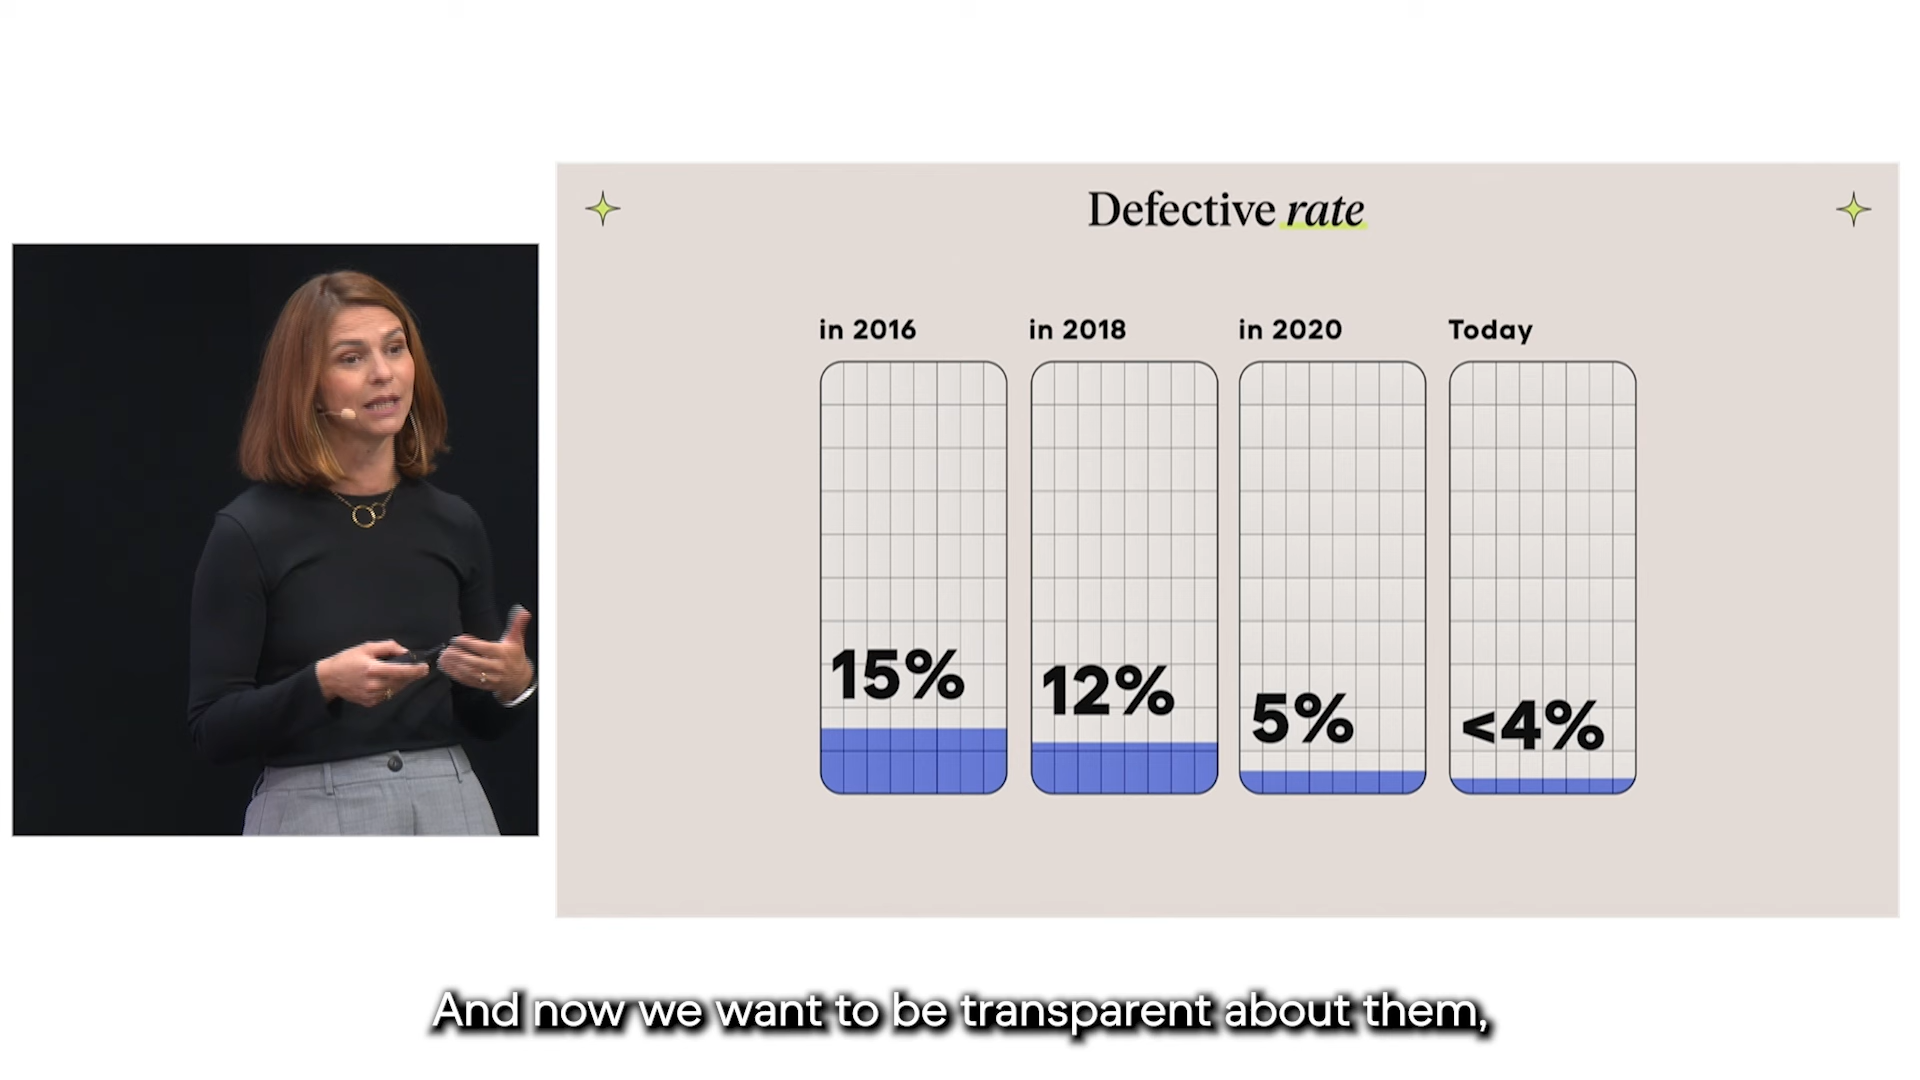 Defective rate
in 2016
in 2018
in 2020
Today
15%
12%
5%
<4%
And now we want to be transparent about them,